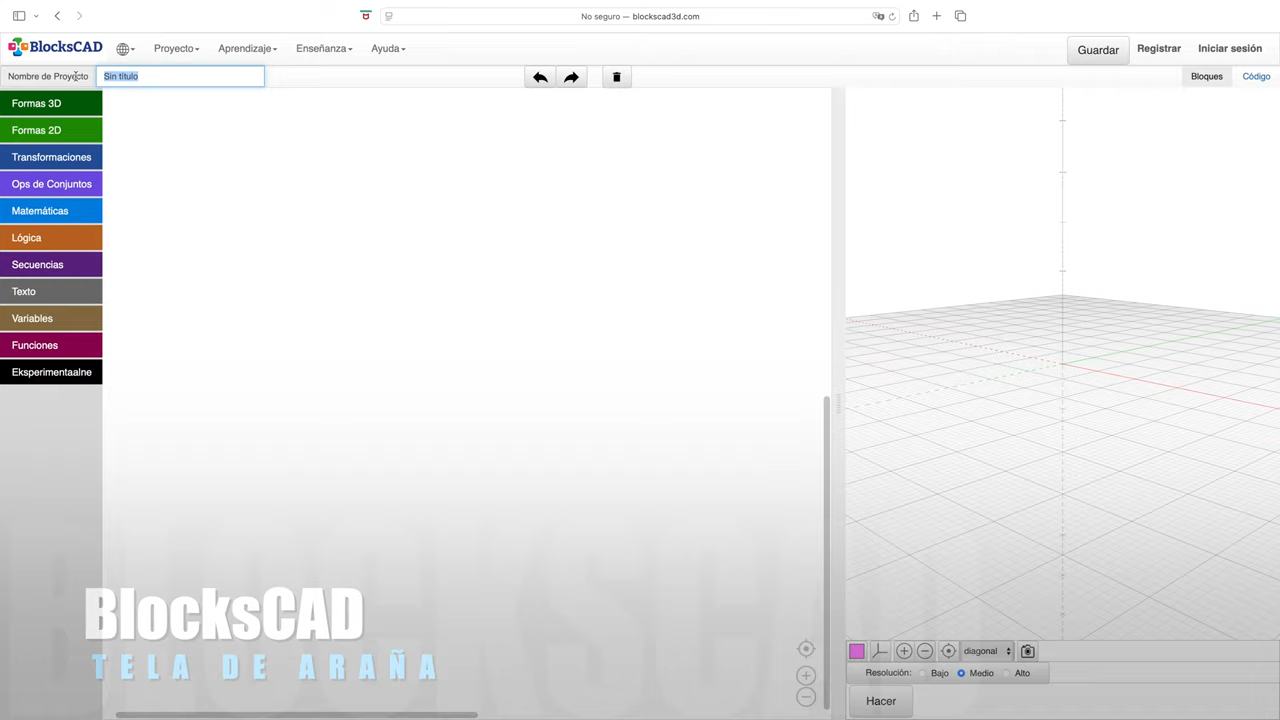 No seguro — blockscad3d.com
BlocksCAD
Proyecto
Aprendizaje
Enseñanza
Ayuda
Guardar
Registrar
Iniciar sesión
Nombre de Proyecto
Sin título
Bloques
Código
Formas 3D
Formas 2D
Transformaciones
Ops de Conjuntos
Matemáticas
Lógica
Secuencias
Texto
Variables
Funciones
Eksperimentaalne
BlocksCAD
TELA DE ARAÑA
diagonal
Resolución: Bajo Medio Alto
Hacer